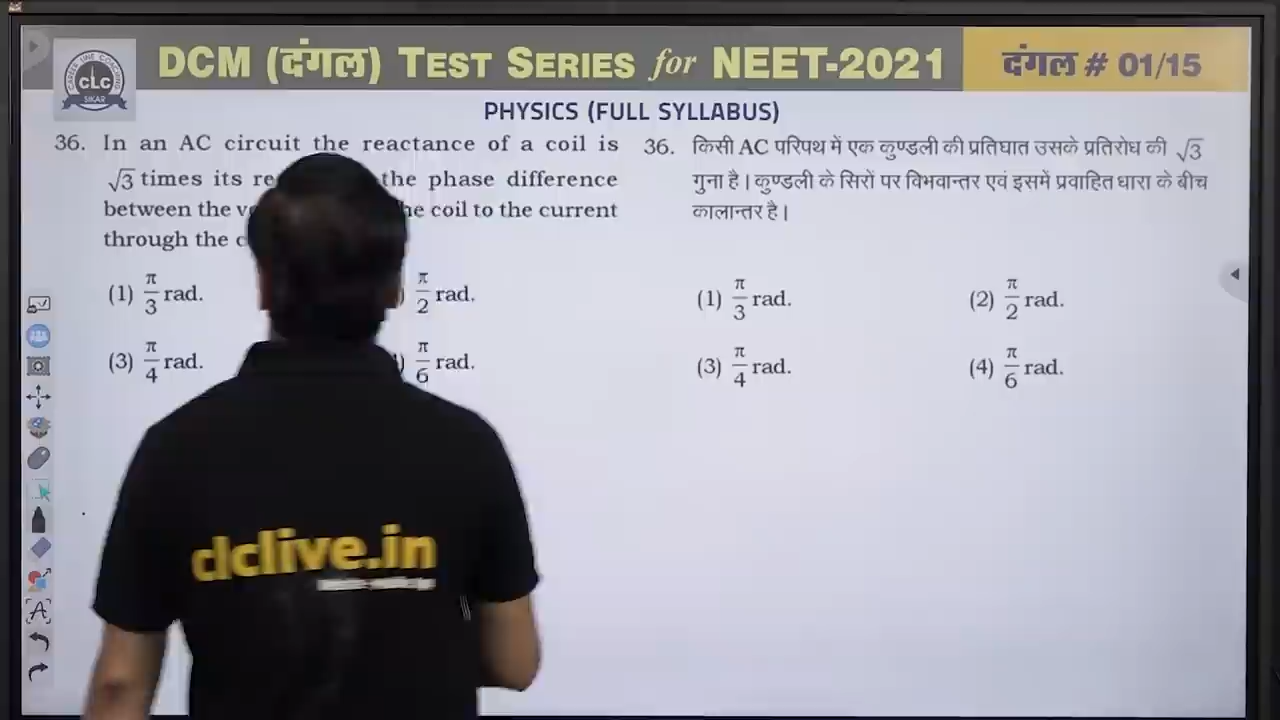 DCM (दंगल) TEST SERIES for NEET-2021
दंगल # 01/15
CLC
SIKAR
PHYSICS (FULL SYLLABUS)
36. In an AC circuit the reactance of a coil is
√3 times its the phase difference
between the coil to the current
through the
(1) π/3 rad. π/2 rad.
(3) π/4 rad. π/6 rad.
36. किसी AC परिपथ में एक कुण्डली की प्रतिघात उसके प्रतिरोध की √3
गुना है। कुण्डली के सिरों पर विभवान्तर एवं इसमें प्रवाहित धारा के बीच
कालान्तर है।
(1) π/3 rad. (2) π/2 rad.
(3) π/4 rad. (4) π/6 rad.
clclive.in